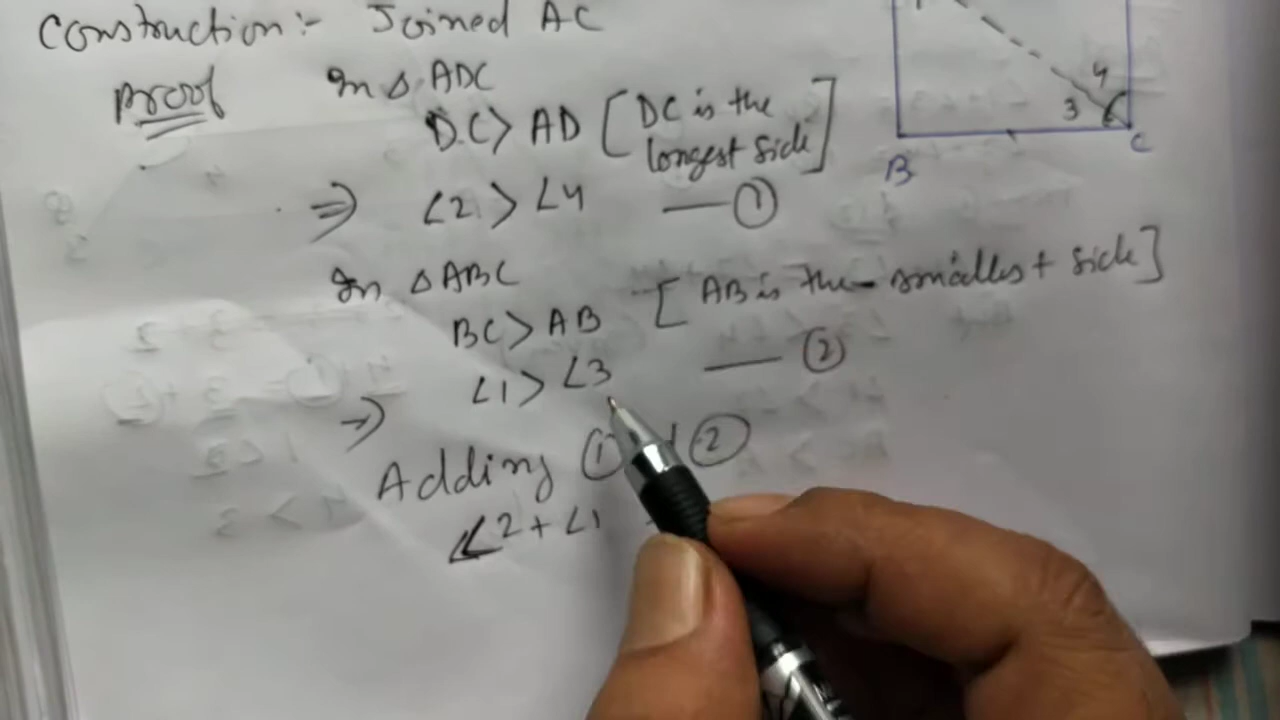 Construction:- Joined AC
Proof In Δ ADC
DC > AD [DC is the longest side]
⇒ ∠2 > ∠4 —①
In Δ ABC
BC > AB [AB is the smallest side]
⇒ ∠1 > ∠3 —②
Adding ① ②
∠2 + ∠1
4
3
B
C